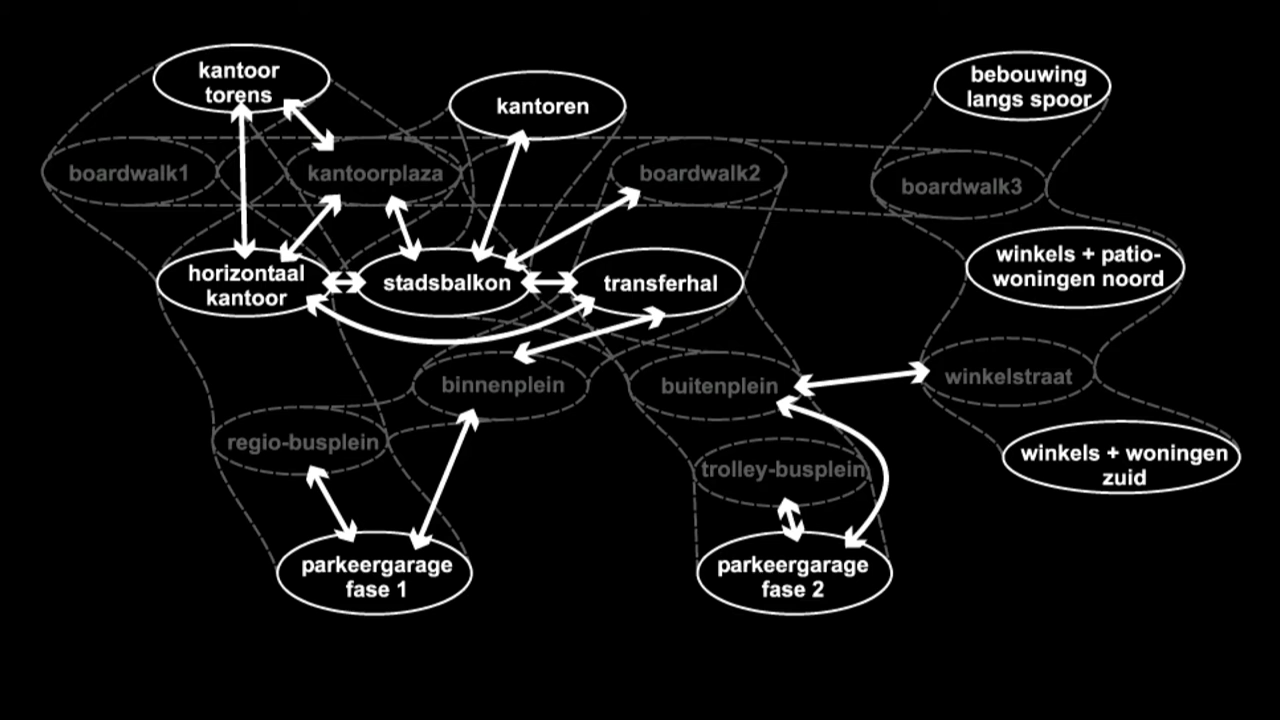 kantoor
torens
kantoren
bebouwing
langs spoor
boardwalk1
kantoorplaza
boardwalk2
boardwalk3
horizontaal
kantoor
stadsbalkon
transferhal
winkels + patio-
woningen noord
binnenplein
buitenplein
winkelstraat
regio-busplein
trolley-busplein
winkels + woningen
zuid
parkeergarage
fase 1
parkeergarage
fase 2